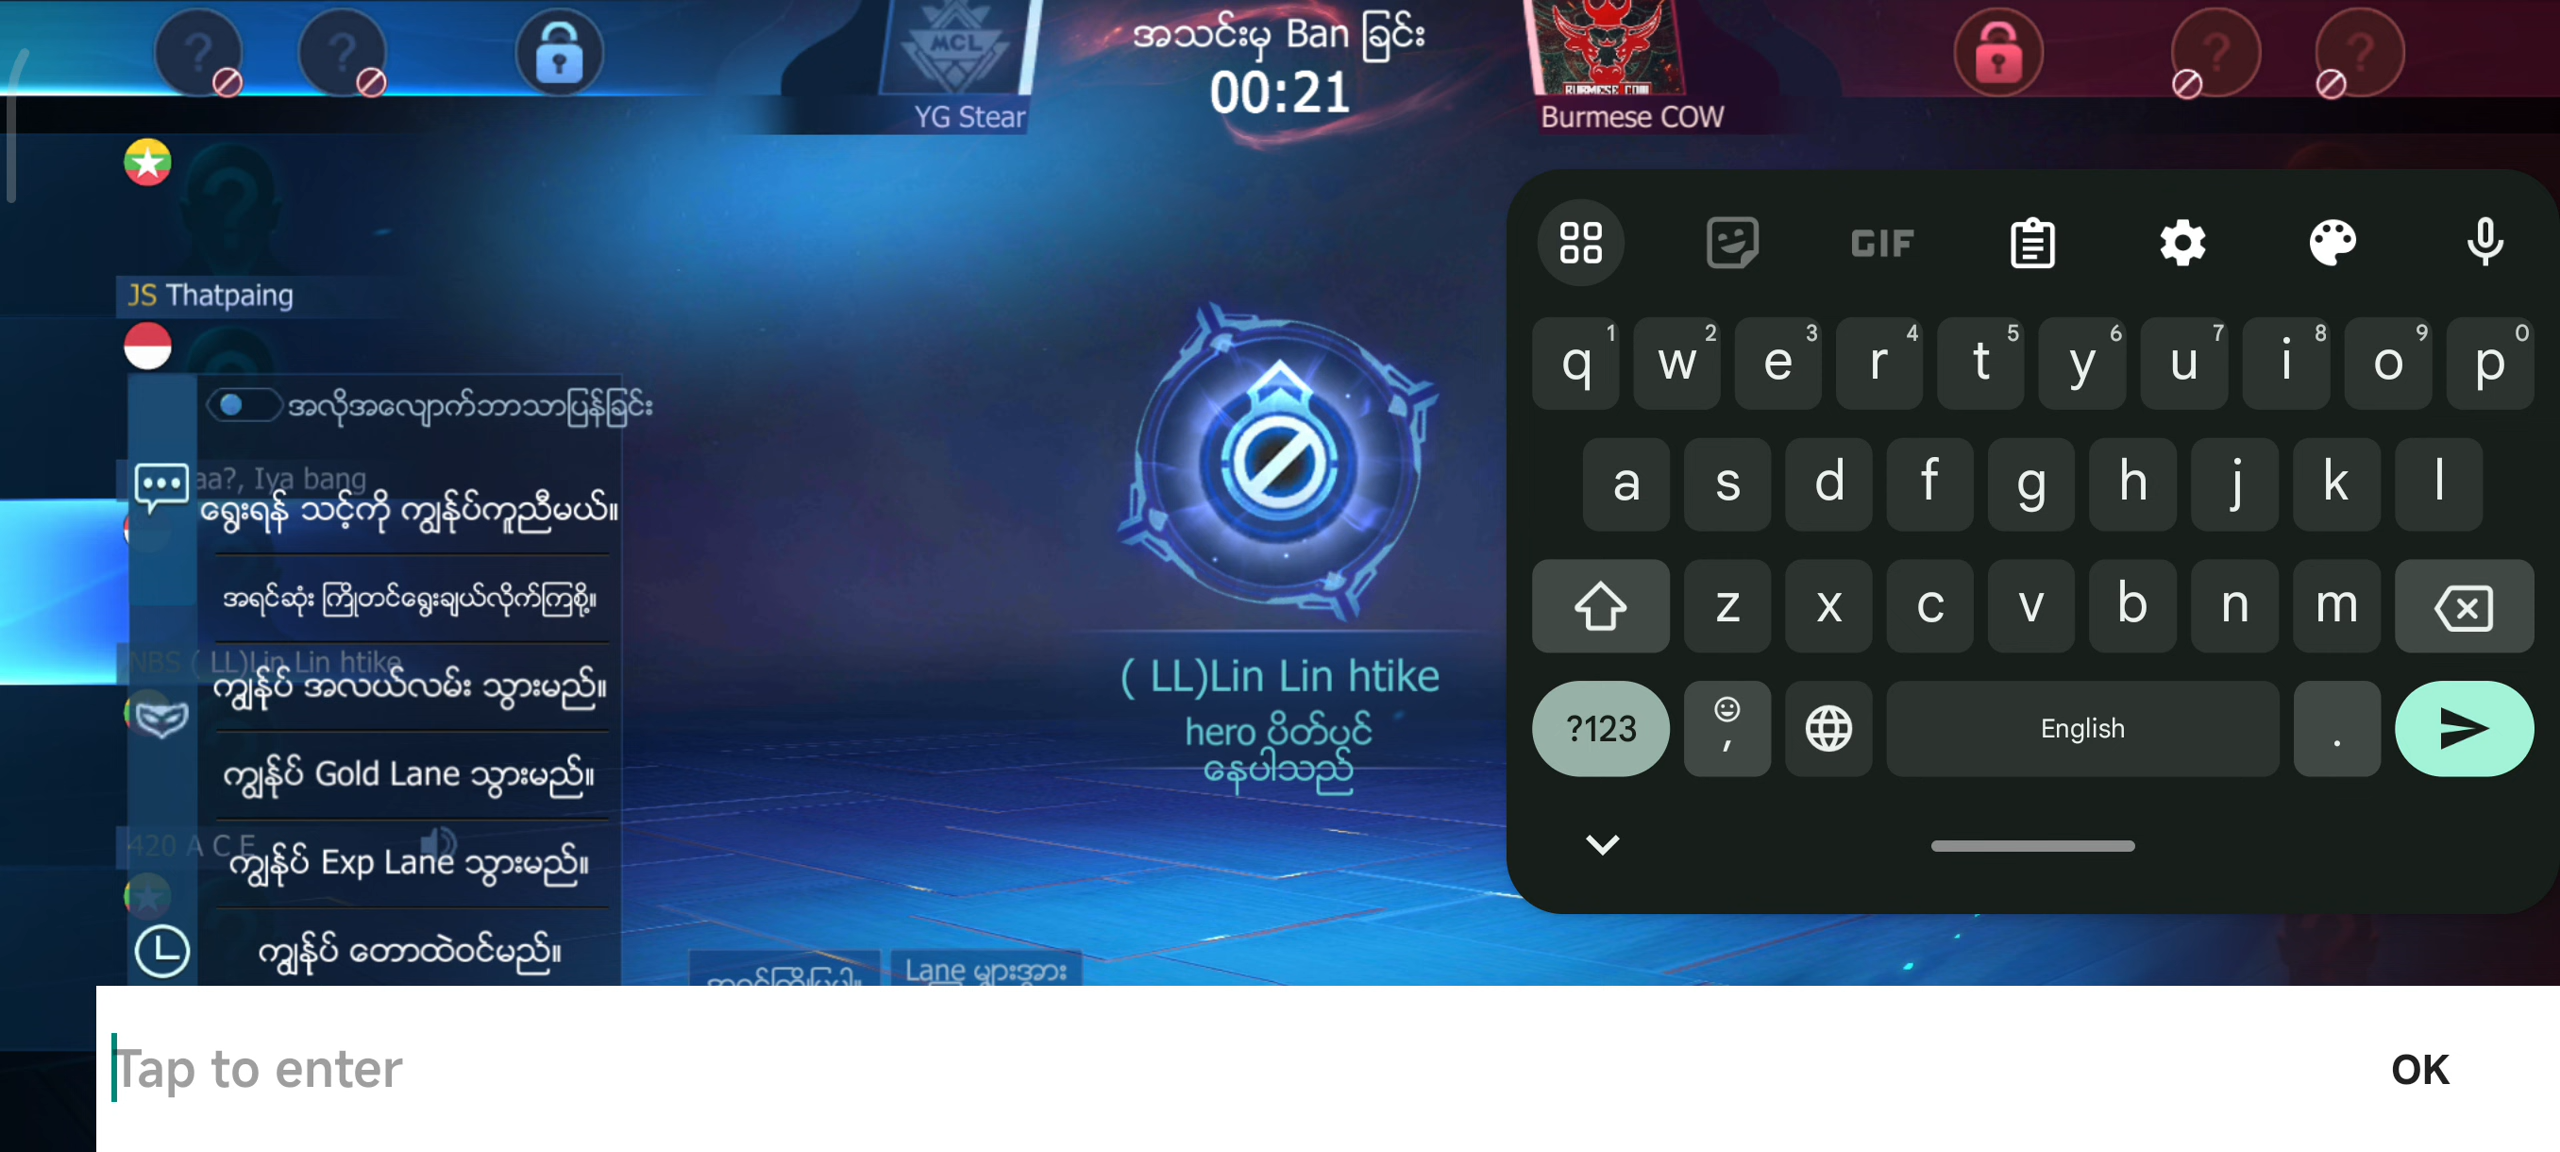 MCL
YG Stear
အသင်းမှ Ban ခြင်း
00:21
BURMESE COW
Burmese COW
JS Thatpaing
အလိုအလျောက်ဘာသာပြန်ခြင်း
aa?, Iya bang
ရွေးရန် သင့်ကို ကျွန်ုပ်ကူညီမယ်။
အရင်ဆုံး ကြိုတင်ရွေးချယ်လိုက်ကြစို့။
NBS ( LL)Lin Lin htike
ကျွန်ုပ် အလယ်လမ်း သွားမည်။
ကျွန်ုပ် Gold Lane သွားမည်။
420 A C E
ကျွန်ုပ် Exp Lane သွားမည်။
ကျွန်ုပ် တောထဲဝင်မည်။
( LL)Lin Lin htike
hero ပိတ်ပင်
နေပါသည်
Lane များအား
GIF
q 1 w 2 e 3 r 4 t 5 y 6 u 7 i 8 o 9 p 0
a s d f g h j k l
z x c v b n m
?123 , English .
Tap to enter
OK